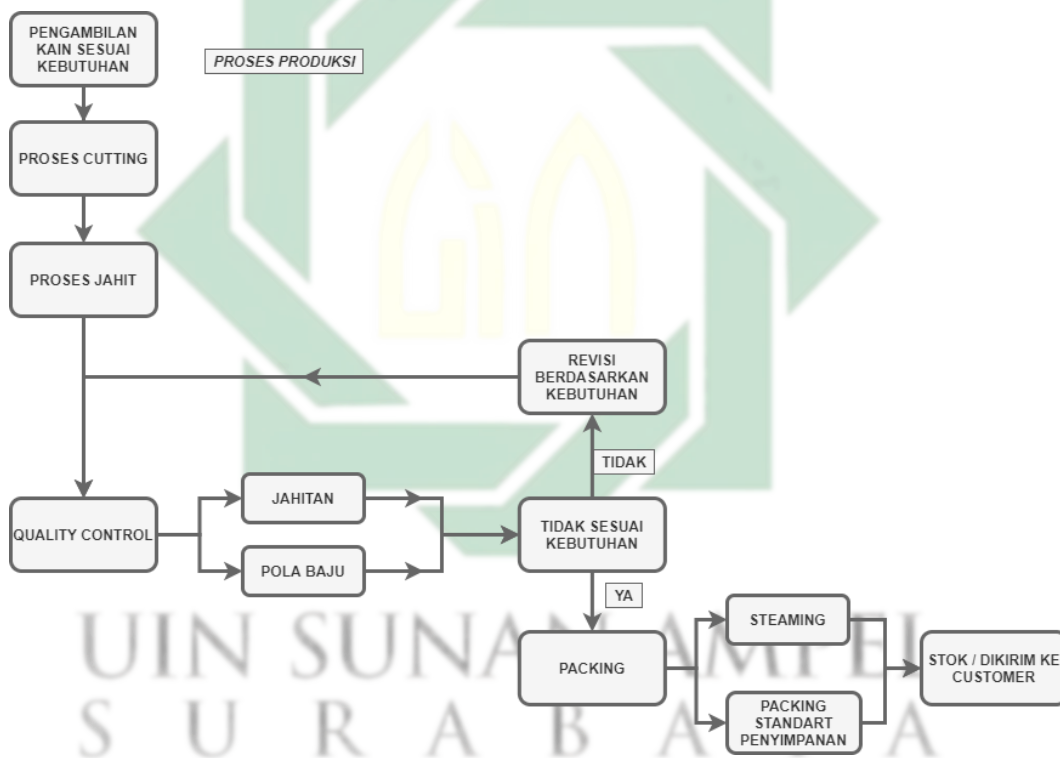 PENGAMBILAN
KAIN SESUAI
KEBUTUHAN
PROSES PRODUKSI
PROSES CUTTING
PROSES JAHIT
REVISI
BERDASARKAN
KEBUTUHAN
TIDAK
QUALITY CONTROL
JAHITAN
POLA BAJU
TIDAK SESUAI
KEBUTUHAN
YA
PACKING
STEAMING
PACKING
STANDART
PENYIMPANAN
STOK / DIKIRIM KE
CUSTOMER
UIN SUNAN AMPEL
SURABAYA